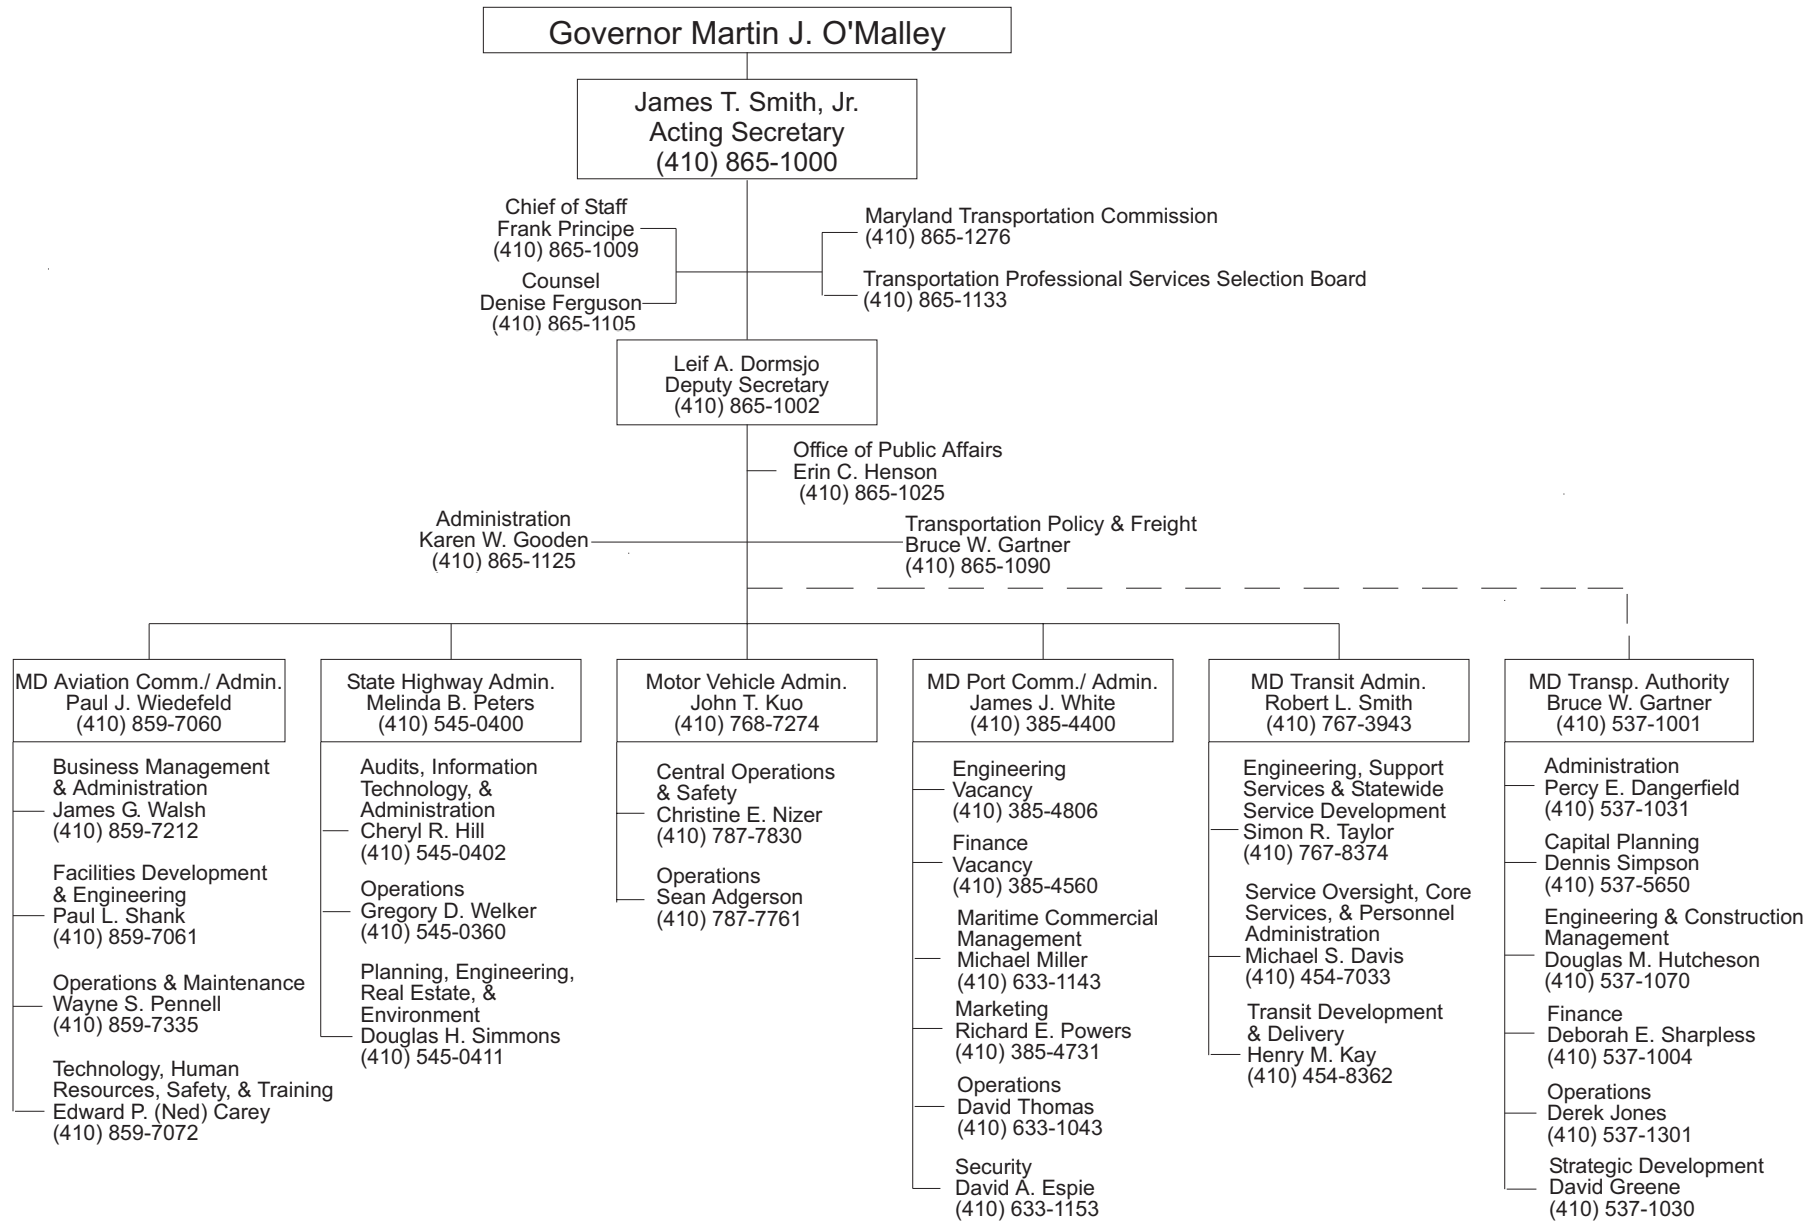 Governor Martin J. O'Malley
James T. Smith, Jr.
Acting Secretary
(410) 865-1000
Chief of Staff
Frank Principe
(410) 865-1009
Counsel
Denise Ferguson
(410) 865-1105
Maryland Transportation Commission
(410) 865-1276
Transportation Professional Services Selection Board
(410) 865-1133
Leif A. Dormsjo
Deputy Secretary
(410) 865-1002
Office of Public Affairs
Erin C. Henson
(410) 865-1025
Administration
Karen W. Gooden
(410) 865-1125
Transportation Policy & Freight
Bruce W. Gartner
(410) 865-1090
MD Aviation Comm./ Admin.
Paul J. Wiedefeld
(410) 859-7060
Business Management
& Administration
James G. Walsh
(410) 859-7212
Facilities Development
& Engineering
Paul L. Shank
(410) 859-7061
Operations & Maintenance
Wayne S. Pennell
(410) 859-7335
Technology, Human
Resources, Safety, & Training
Edward P. (Ned) Carey
(410) 859-7072
State Highway Admin.
Melinda B. Peters
(410) 545-0400
Audits, Information
Technology, &
Administration
Cheryl R. Hill
(410) 545-0402
Operations
Gregory D. Welker
(410) 545-0360
Planning, Engineering,
Real Estate, &
Environment
Douglas H. Simmons
(410) 545-0411
Motor Vehicle Admin.
John T. Kuo
(410) 768-7274
Central Operations
& Safety
Christine E. Nizer
(410) 787-7830
Operations
Sean Adgerson
(410) 787-7761
MD Port Comm./ Admin.
James J. White
(410) 385-4400
Engineering
Vacancy
(410) 385-4806
Finance
Vacancy
(410) 385-4560
Maritime Commercial
Management
Michael Miller
(410) 633-1143
Marketing
Richard E. Powers
(410) 385-4731
Operations
David Thomas
(410) 633-1043
Security
David A. Espie
(410) 633-1153
MD Transit Admin.
Robert L. Smith
(410) 767-3943
Engineering, Support
Services & Statewide
Service Development
Simon R. Taylor
(410) 767-8374
Service Oversight, Core
Services, & Personnel
Administration
Michael S. Davis
(410) 454-7033
Transit Development
& Delivery
Henry M. Kay
(410) 454-8362
MD Transp. Authority
Bruce W. Gartner
(410) 537-1001
Administration
Percy E. Dangerfield
(410) 537-1031
Capital Planning
Dennis Simpson
(410) 537-5650
Engineering & Construction
Management
Douglas M. Hutcheson
(410) 537-1070
Finance
Deborah E. Sharpless
(410) 537-1004
Operations
Derek Jones
(410) 537-1301
Strategic Development
David Greene
(410) 537-1030